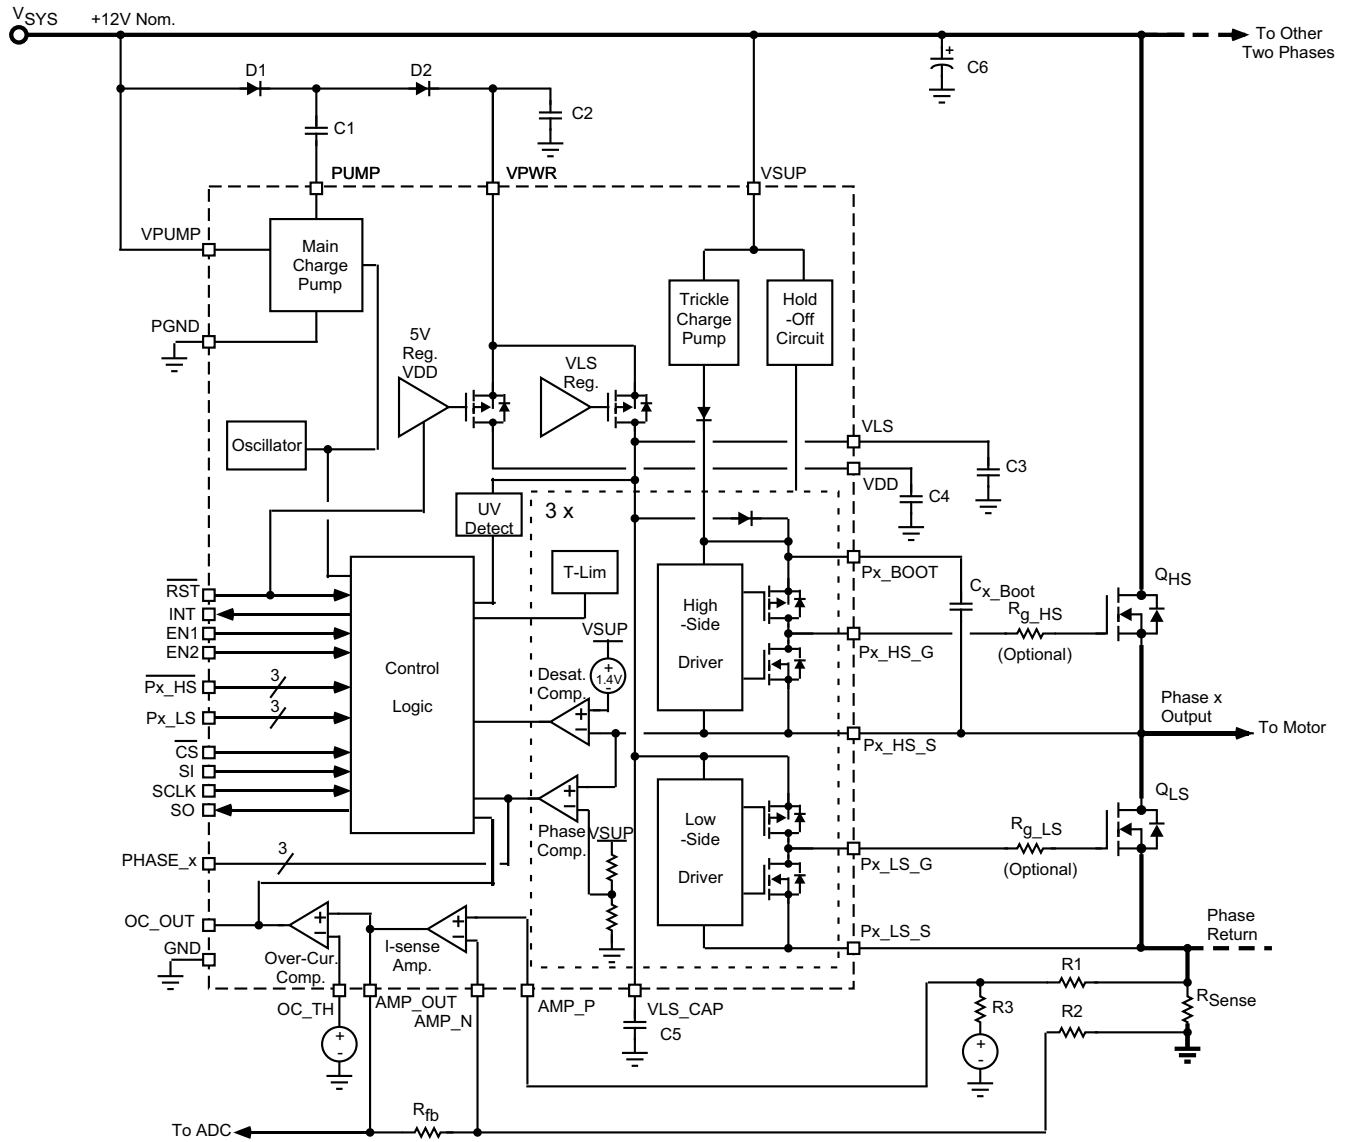 VSYS
+12V Nom.
To Other
Two Phases
D1
D2
C6
C1
C2
PUMP
VPWR
VSUP
VPUMP
Main
Charge
Pump
Trickle
Charge
Pump
Hold
-Off
Circuit
PGND
5V
Reg.
VDD
VLS
Reg.
VLS
Oscillator
C3
VDD
C4
UV
Detect
3 x
T-Lim
Px_BOOT
Cx_Boot
QHS
RST
INT
EN1
EN2
High
-Side
Driver
Rg_HS
(Optional)
VSUP
Px_HS_G
Control
Logic
Desat.
Comp.
+
1.4V
+
–
Px_HS
3
Px_LS
3
Phase x
Output
To Motor
Px_HS_S
CS
SI
SCLK
SO
+
–
Phase
Comp.
VSUP
Low
-Side
Driver
QLS
Rg_LS
(Optional)
PHASE_x
3
Px_LS_G
OC_OUT
+
–
+
–
Phase
Return
Px_LS_S
GND
Over-Cur.
Comp.
I-sense
Amp.
R1
RSense
OC_TH
AMP_OUT
AMP_N
AMP_P
VLS_CAP
R3
R2
C5
+
-
+
-
Rfb
To ADC